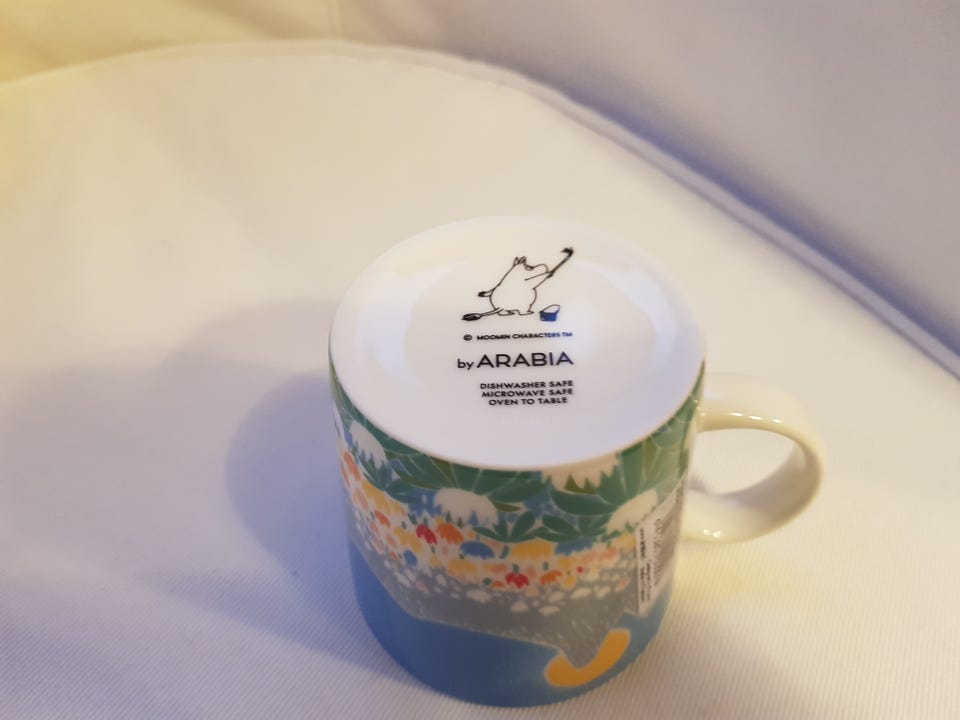 © MOOMIN CHARACTERS TM
by ARABIA
DISHWASHER SAFE
MICROWAVE SAFE
OVEN TO TABLE